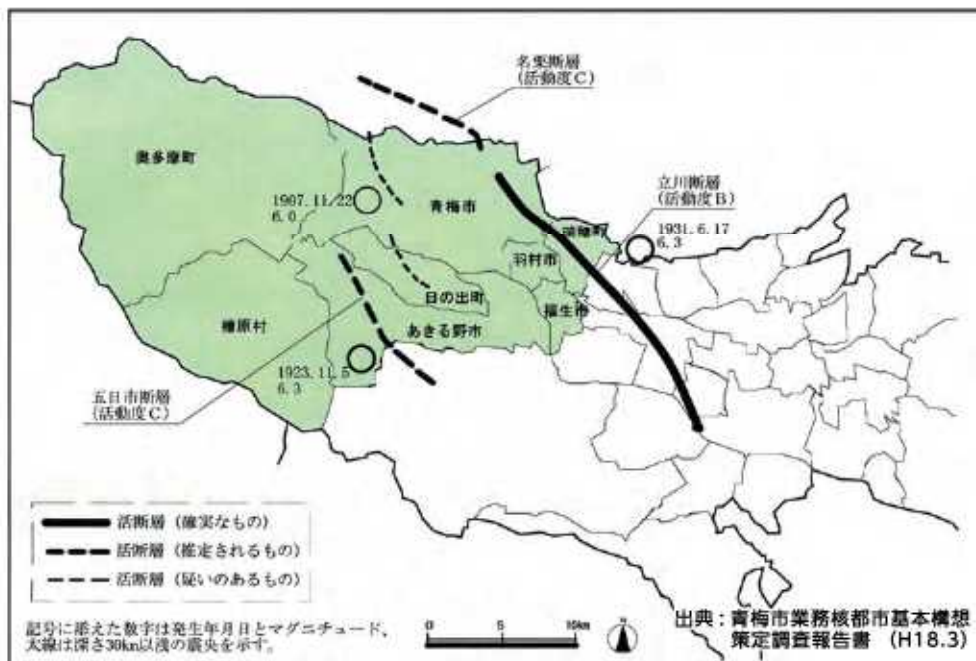 名栗断層
(活動度C)
奥多摩町
立川断層
(活動度B)
1907.11.22
6.0
青梅市
1931.6.17
6.3
瑞穂町
羽村市
日の出町
福生市
檜原村
あきる野市
1923.11.5
6.3
五日市断層
(活動度C)
活断層 (確実なもの)
活断層 (推定されるもの)
活断層 (疑いのあるもの)
記号に添えた数字は発生年月日とマグニチュード、
太線は深さ30km以浅の震央を示す。
0 5 10km
出典:青梅市業務核都市基本構想
策定調査報告書 (H18.3)